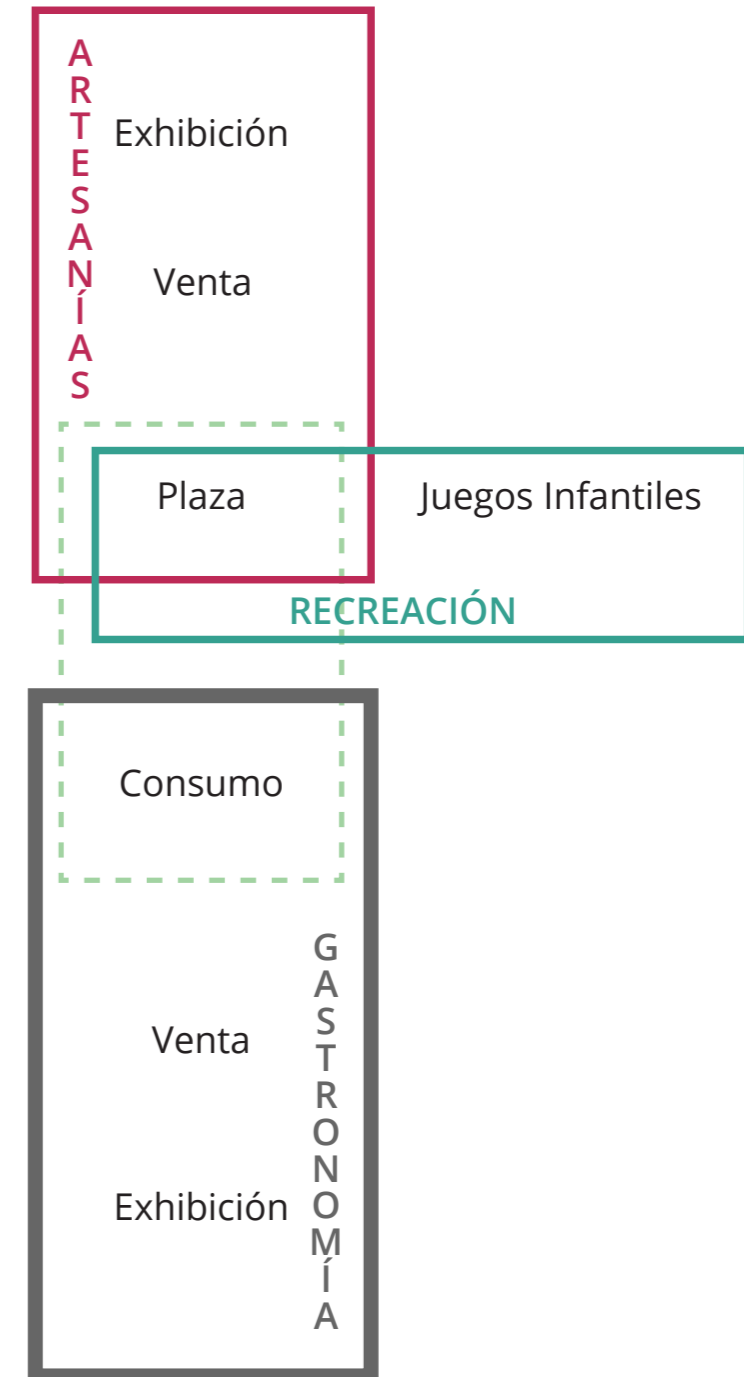 ARTESANÍAS
Exhibición
Venta
Plaza
Juegos Infantiles
RECREACIÓN
Consumo
GASTRONOMÍA
Venta
Exhibición